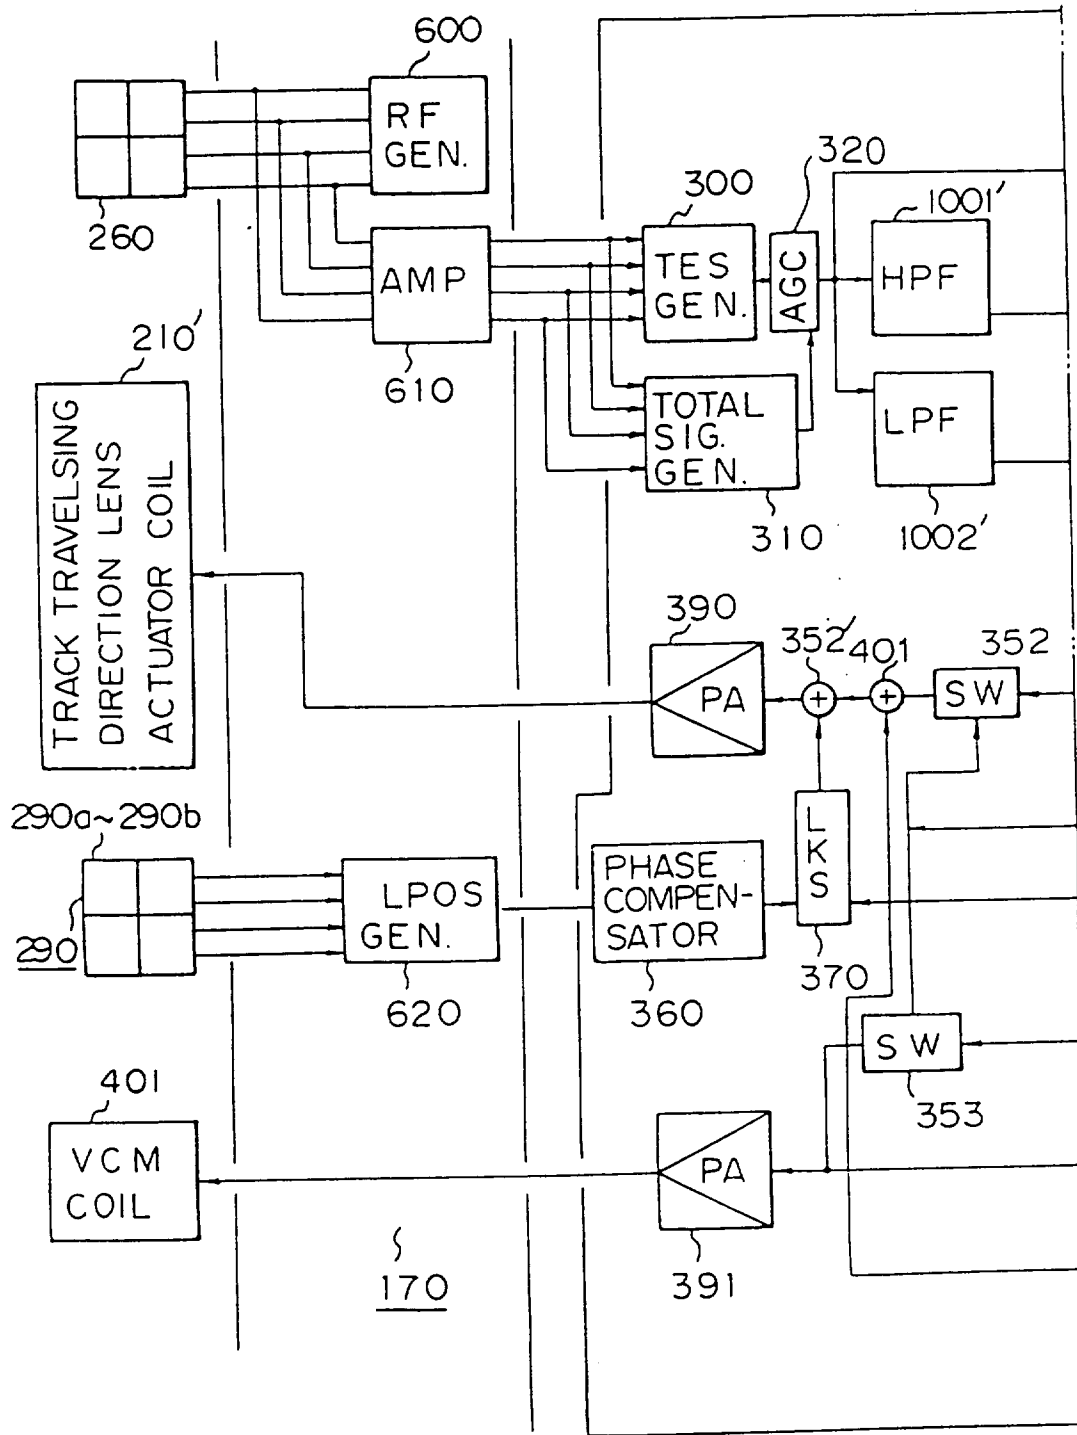 600
RF
GEN.
260
320
300
1001'
TES
GEN.
AGC
HPF
AMP
210'
610
TOTAL
SIG.
GEN.
LPF
310
1002'
TRACK TRAVELSING
DIRECTION LENS
ACTUATOR COIL
390
352'
401
352
PA
+
+
SW
290a~290b
LKS
LPOS
GEN.
PHASE
COMPEN-
SATOR
290
370
620
360
SW
401
353
VCM
COIL
PA
170
391